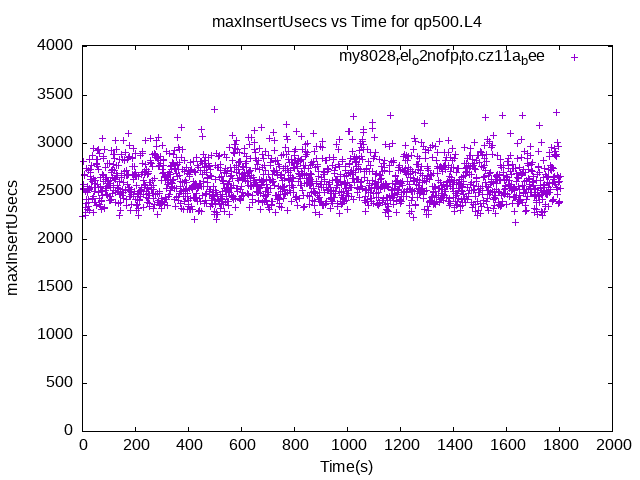 maxInsertUsecs vs Time for qp500.L4
my8028relo2nofplto.cz11abee
maxInsertUsecs
4000
3500
3000
2500
2000
1500
1000
500
0
0 200 400 600 800 1000 1200 1400 1600 1800 2000
Time(s)